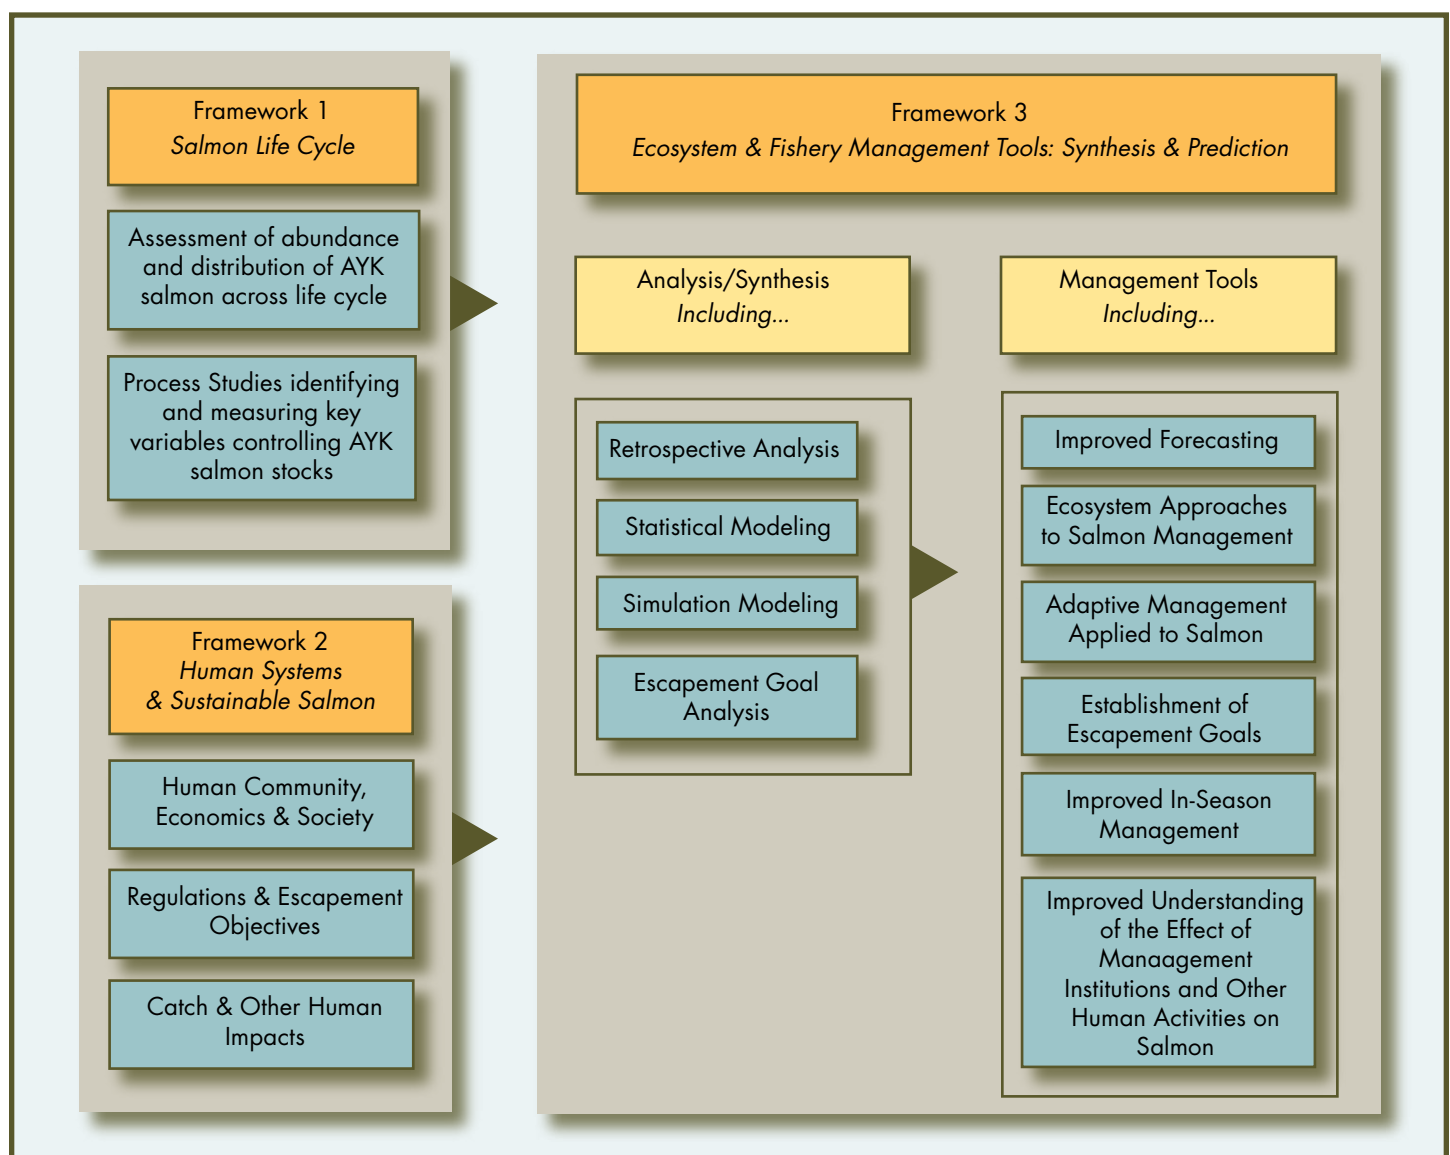 Framework 1
Salmon Life Cycle
Assessment of abundance
and distribution of AYK
salmon across life cycle
Process Studies identifying
and measuring key
variables controlling AYK
salmon stocks
Framework 2
Human Systems
& Sustainable Salmon
Human Community,
Economics & Society
Regulations & Escapement
Objectives
Catch & Other Human
Impacts
Framework 3
Ecosystem & Fishery Management Tools: Synthesis & Prediction
Analysis/Synthesis
Including...
Retrospective Analysis
Statistical Modeling
Simulation Modeling
Escapement Goal
Analysis
Management Tools
Including...
Improved Forecasting
Ecosystem Approaches
to Salmon Management
Adaptive Management
Applied to Salmon
Establishment of
Escapement Goals
Improved In-Season
Management
Improved Understanding
of the Effect of
Manaagement
Institutions and Other
Human Activities on
Salmon